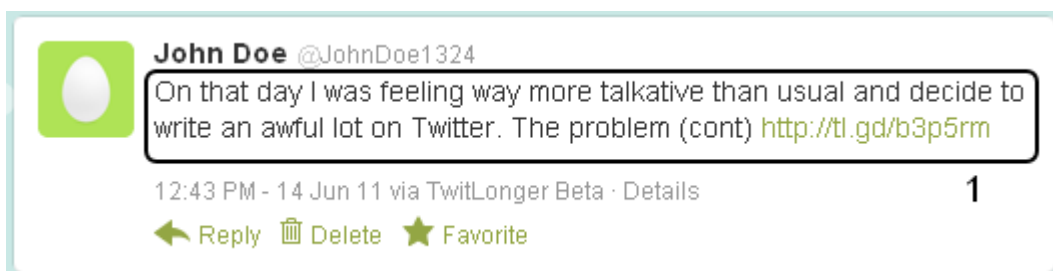 John Doe @JohnDoe1324
On that day I was feeling way more talkative than usual and decide to
write an awful lot on Twitter. The problem (cont) http://tl.gd/b3p5rm
12:43 PM - 14 Jun 11 via TwitLonger Beta · Details
1
Reply Delete Favorite